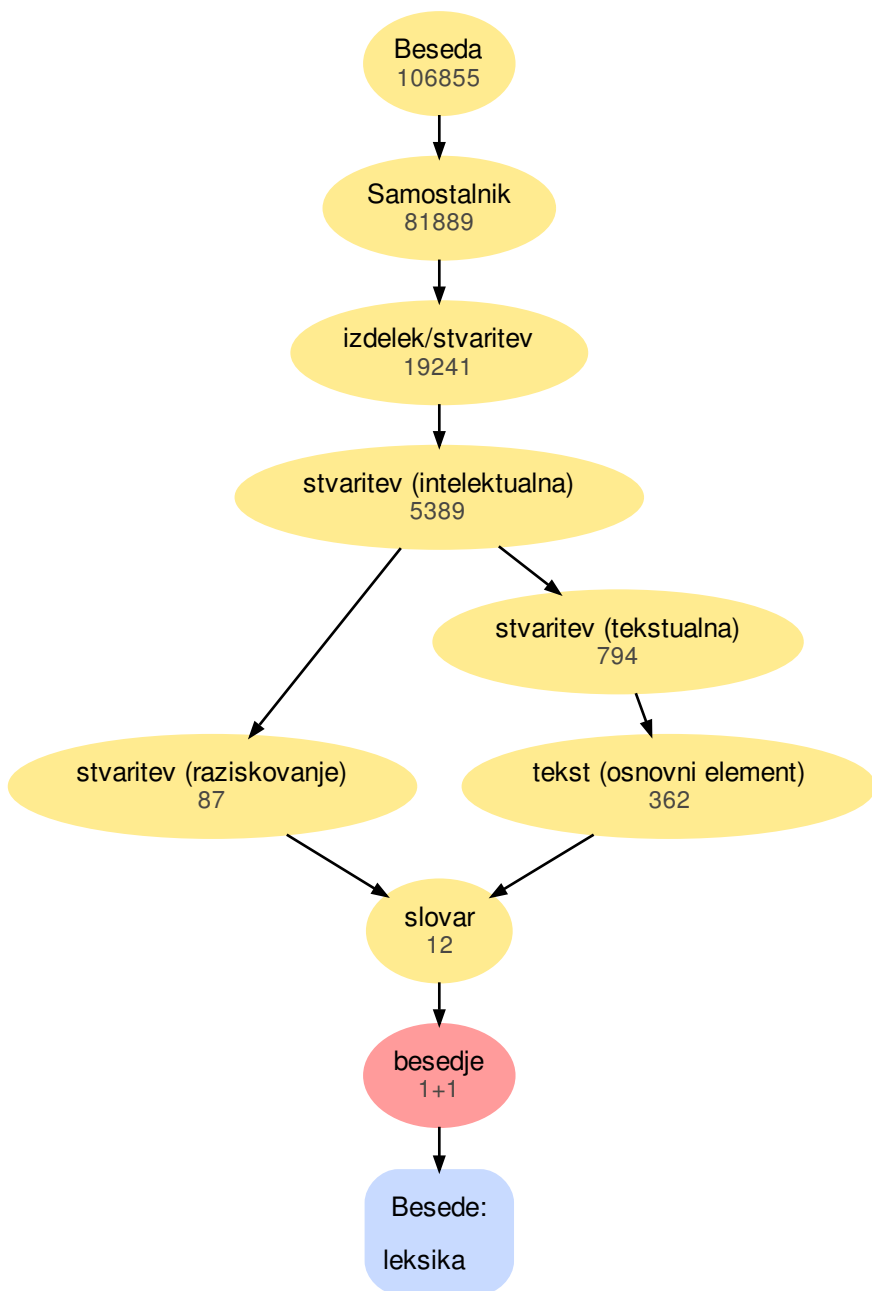 Beseda
106855
Samostalnik
81889
izdelek/stvaritev
19241
stvaritev (intelektualna)
5389
stvaritev (tekstualna)
794
stvaritev (raziskovanje)
87
tekst (osnovni element)
362
slovar
12
besedje
1+1
Besede:
leksika